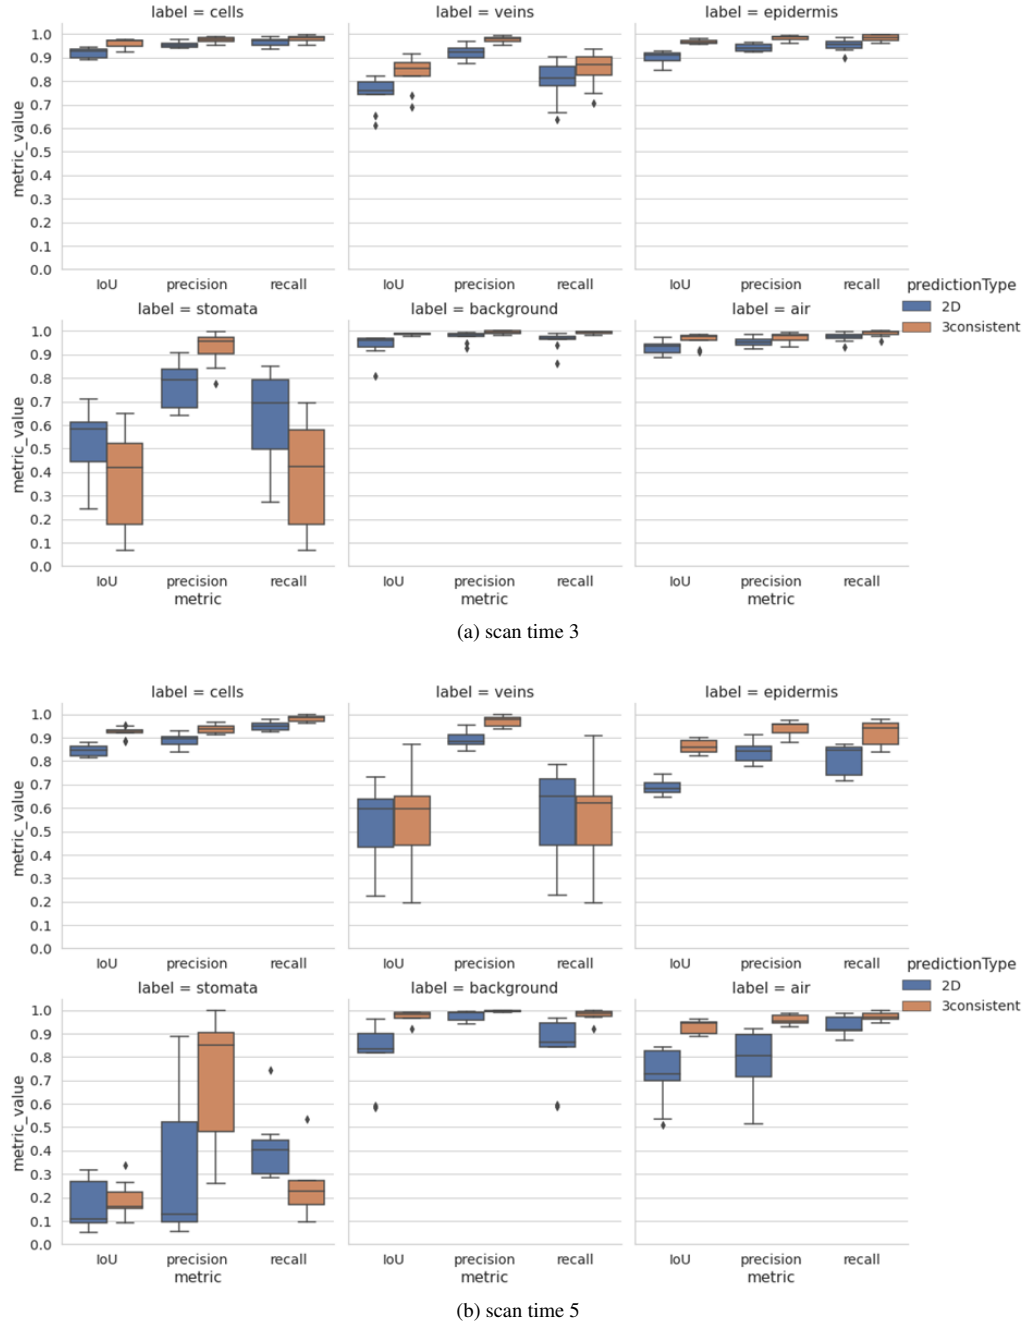 label = cells label = veins label = epidermis
1.0
0.9
0.8
0.7
0.6
0.5
0.4
0.3
0.2
0.1
0.0
metric_value
IoU precision recall IoU precision recall IoU precision recall
predictionType
2D
3consistent
label = stomata label = background label = air
1.0
0.9
0.8
0.7
0.6
0.5
0.4
0.3
0.2
0.1
0.0
metric_value
IoU precision recall IoU precision recall IoU precision recall
metric metric metric
(a) scan time 3
label = cells label = veins label = epidermis
1.0
0.9
0.8
0.7
0.6
0.5
0.4
0.3
0.2
0.1
0.0
metric_value
IoU precision recall IoU precision recall IoU precision recall
predictionType
2D
3consistent
label = stomata label = background label = air
1.0
0.9
0.8
0.7
0.6
0.5
0.4
0.3
0.2
0.1
0.0
metric_value
IoU precision recall IoU precision recall IoU precision recall
metric metric metric
(b) scan time 5